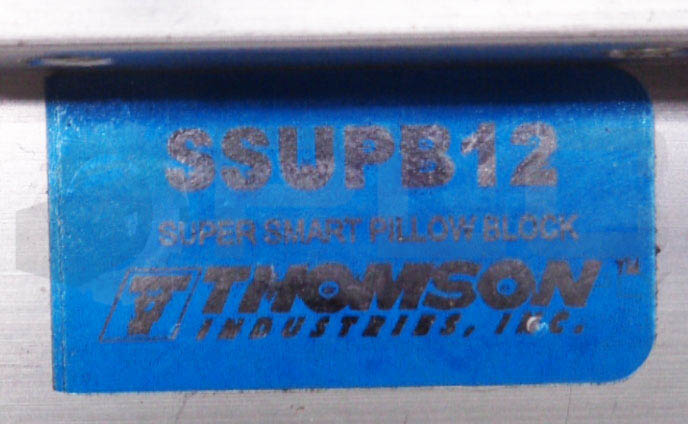 SSUPB12
SUPER SMART PILLOW BLOCK
T THOMSON™
INDUSTRIES, INC.